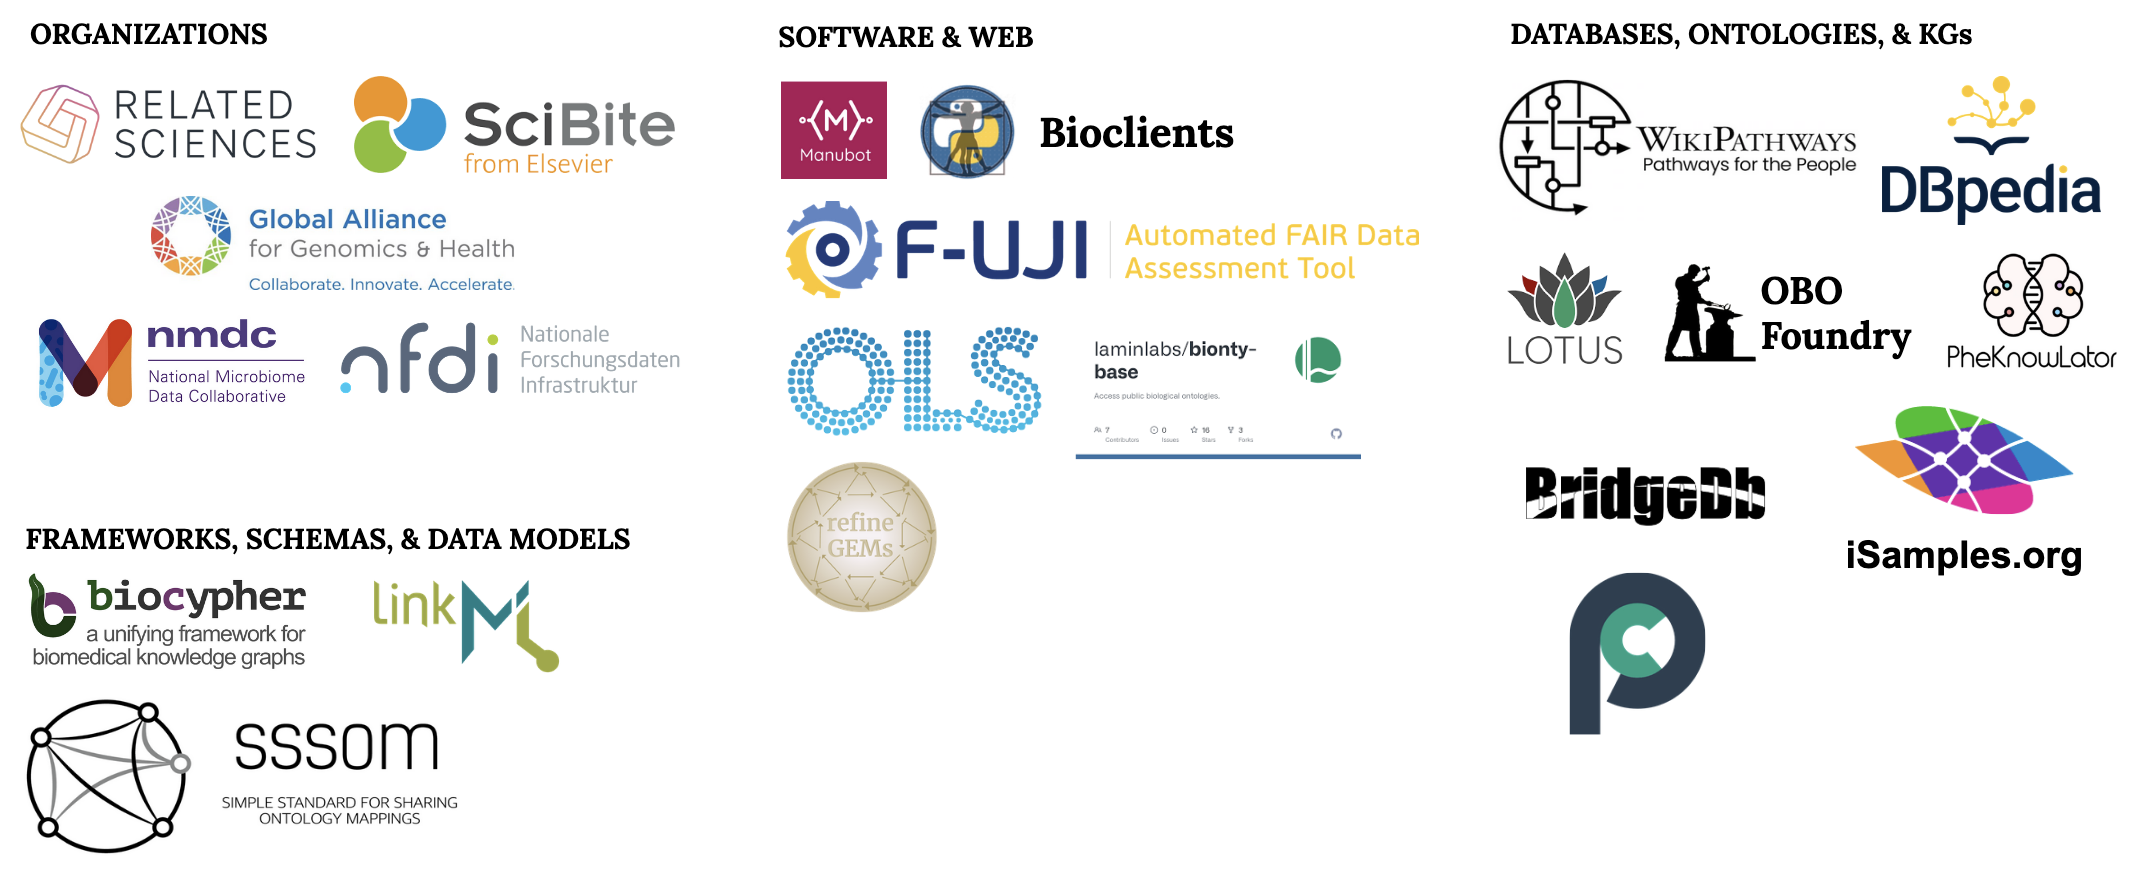 ORGANIZATIONS
RELATED
SCIENCES
SciBite
from Elsevier
Global Alliance
for Genomics & Health
Collaborate. Innovate. Accelerate.
nmdc
National Microbiome
Data Collaborative
nfdi
Nationale
Forschungsdaten
Infrastruktur
FRAMEWORKS, SCHEMAS, & DATA MODELS
biocypher
a unifying framework for
biomedical knowledge graphs
linkML
sssom
SIMPLE STANDARD FOR SHARING
ONTOLOGY MAPPINGS
SOFTWARE & WEB
M
Manubot
Bioclients
F-UJI
Automated FAIR Data
Assessment Tool
OLS
laminlabs/bionty-
base
Access public biological ontologies.
7 Contributors
0 Issues
16 Stars
3 Forks
refine
GEMs
DATABASES, ONTOLOGIES, & KGs
WIKIPATHWAYS
Pathways for the People
DBpedia
LOTUS
OBO
Foundry
PheKnowLator
BridgeDb
iSamples.org